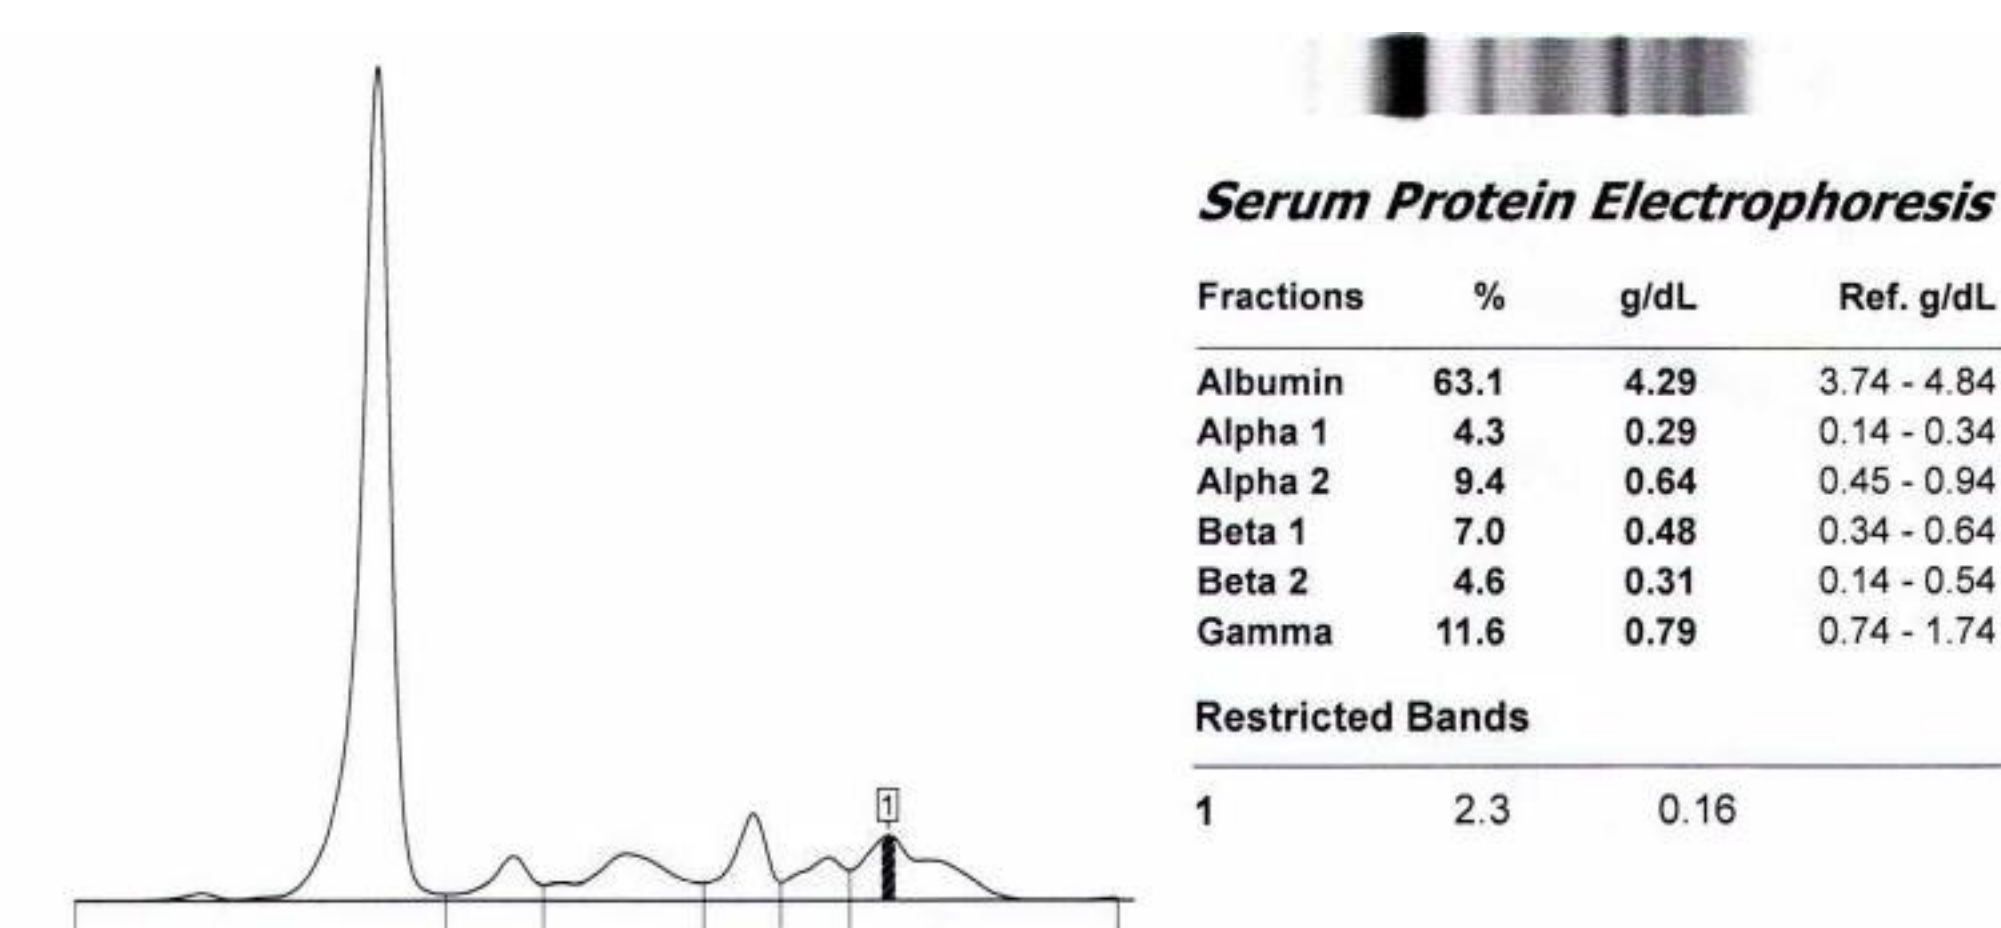 Serum Protein Electrophoresis
Fractions % g/dL Ref. g/dL
Albumin 63.1 4.29 3.74 - 4.84
Alpha 1 4.3 0.29 0.14 - 0.34
Alpha 2 9.4 0.64 0.45 - 0.94
Beta 1 7.0 0.48 0.34 - 0.64
Beta 2 4.6 0.31 0.14 - 0.54
Gamma 11.6 0.79 0.74 - 1.74
Restricted Bands
1 2.3 0.16
1